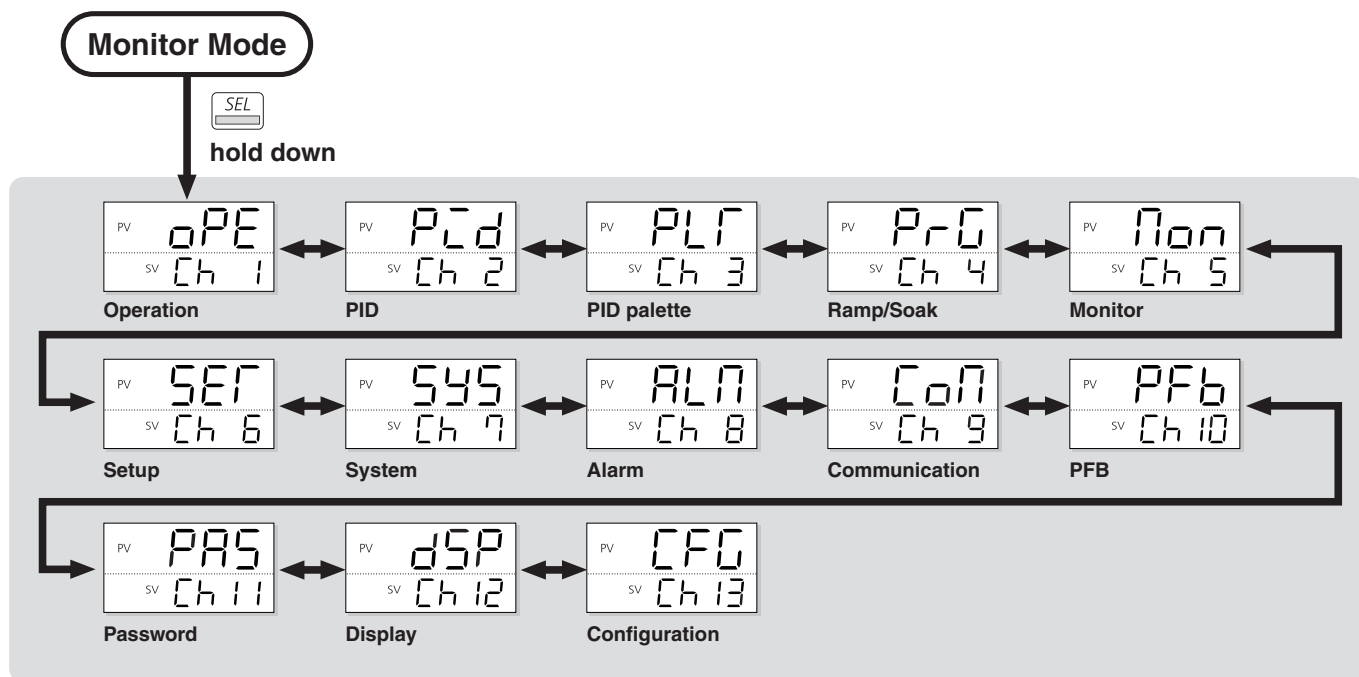 Monitor Mode
SEL
hold down
PV oPE
SV Ch 1
Operation
PV Pid
SV Ch 2
PID
PV PLT
SV Ch 3
PID palette
PV PrG
SV Ch 4
Ramp/Soak
PV Mon
SV Ch 5
Monitor
PV SET
SV Ch 6
Setup
PV SYS
SV Ch 7
System
PV ALM
SV Ch 8
Alarm
PV CoM
SV Ch 9
Communication
PV PFb
SV Ch 10
PFB
PV PAS
SV Ch 11
Password
PV dSP
SV Ch 12
Display
PV CFG
SV Ch 13
Configuration